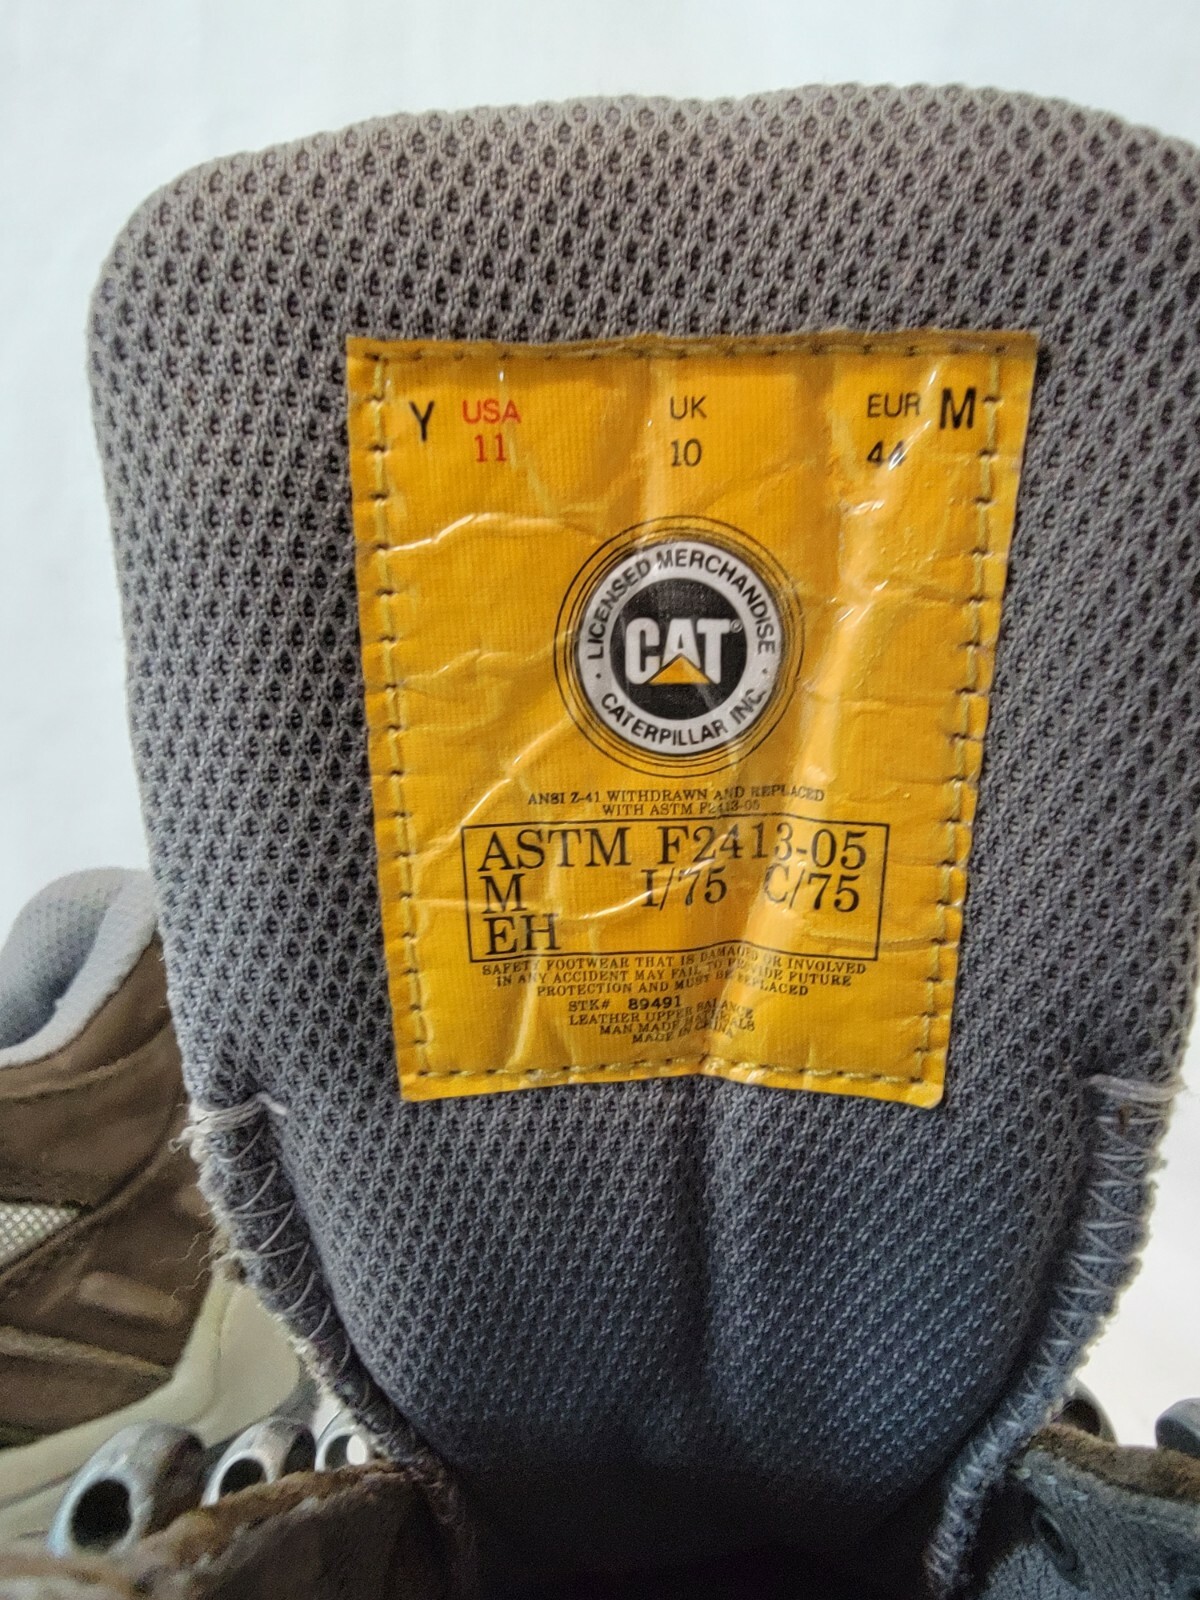 Y USA UK EUR M
11 10 44
LICENSED MERCHANDISE
CAT®
CATERPILLAR INC.
ANSI Z-41 WITHDRAWN AND REPLACED
WITH ASTM F2413-05
ASTM F2413-05
M I/75 C/75
EH
SAFETY FOOTWEAR THAT IS DAMAGED OR INVOLVED
IN ANY ACCIDENT MAY FAIL TO PROVIDE FUTURE
PROTECTION AND MUST BE REPLACED
STK# 89491
LEATHER UPPER BALANCE
MAN MADE MATERIALS
MADE IN CHINA